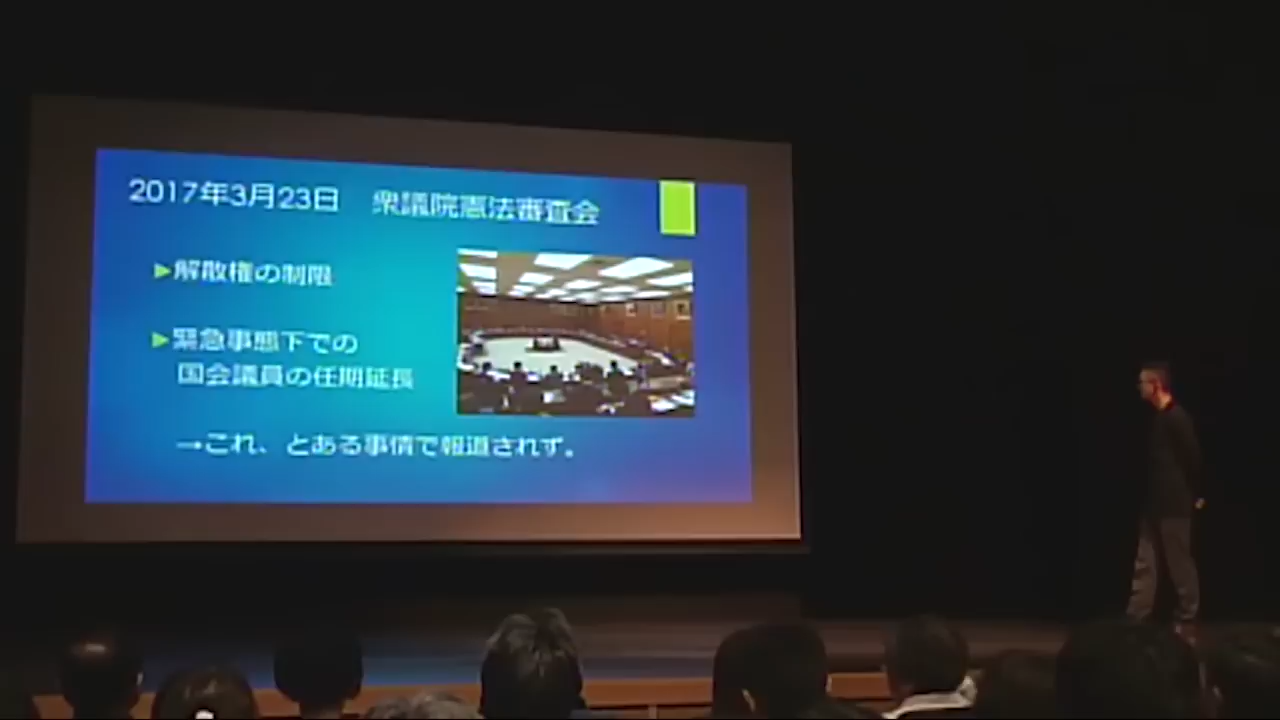 2017年3月23日　衆議院憲法審査会
▶解散権の制限
▶緊急事態下での
国会議員の任期延長
→これ、とある事情で報道されず。